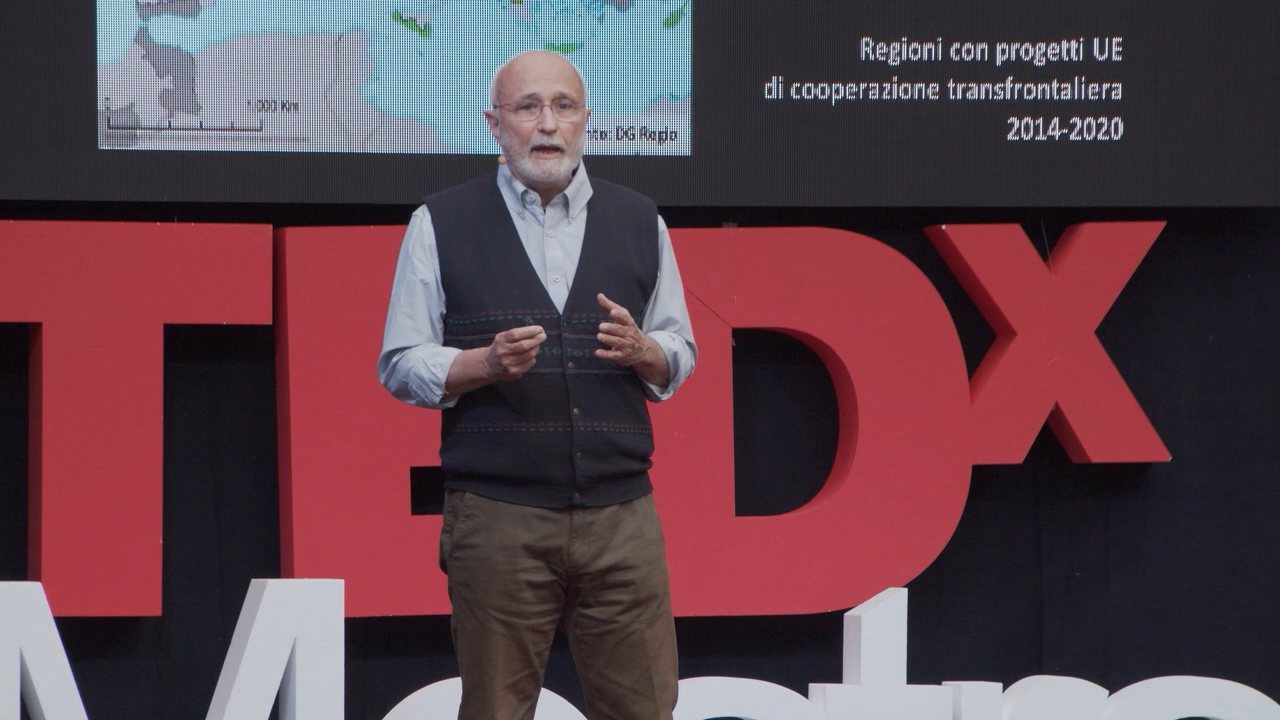 Regioni con progetti UE
di cooperazione transfrontaliera
2014-2020
1.000 Km
DG Regio
TEDx